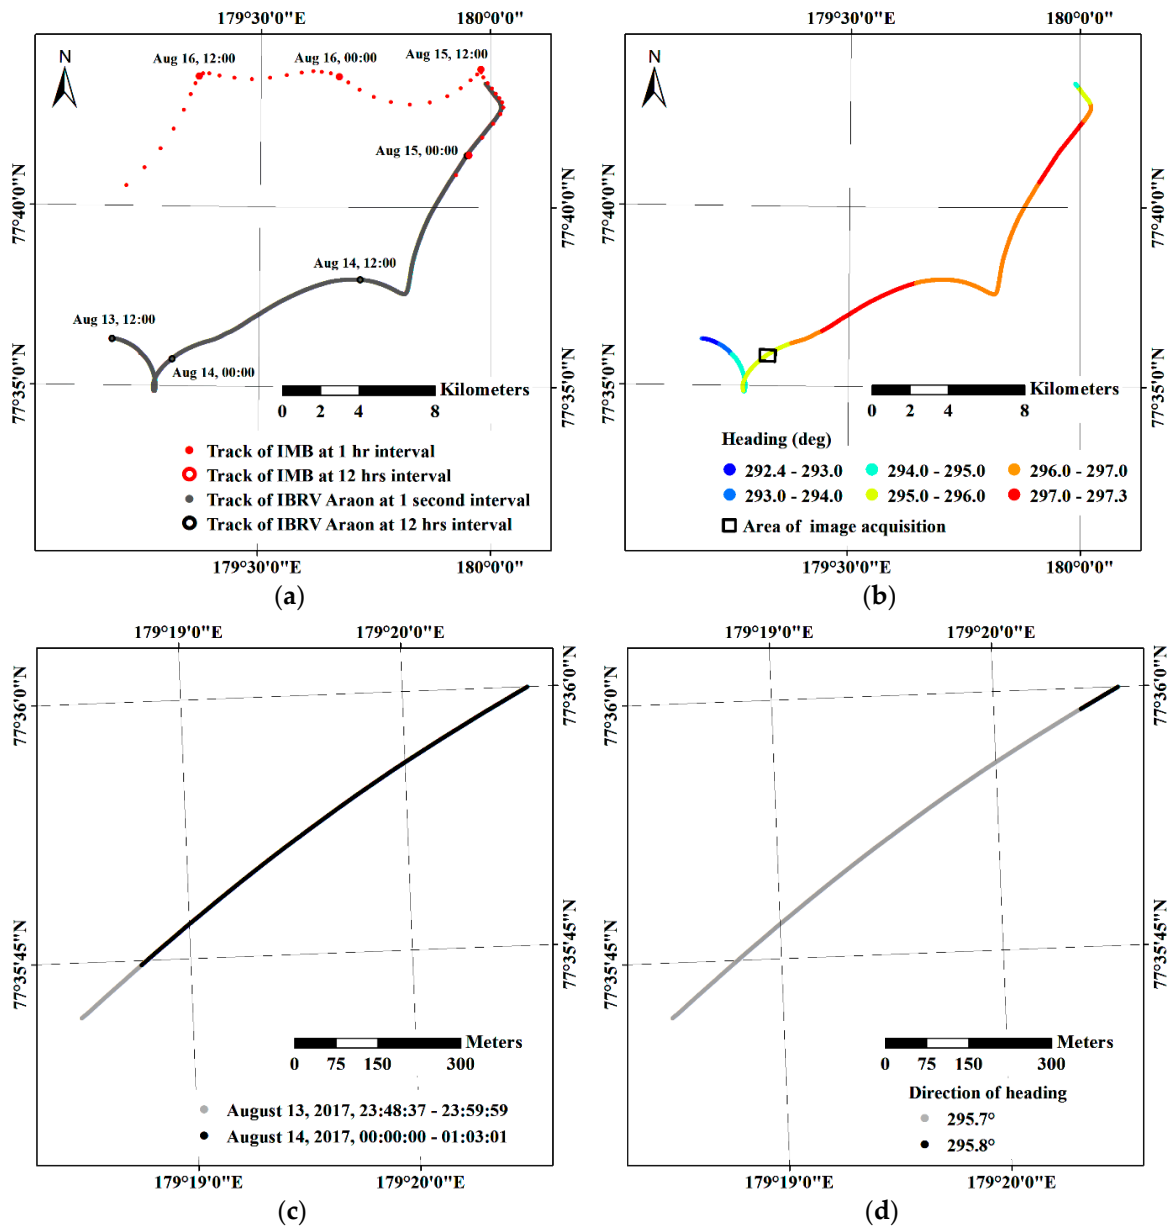 (a)
179°30'0"E
180°0'0"
N
Aug 16, 12:00
Aug 16, 00:00
Aug 15, 12:00
Aug 15, 00:00
Aug 14, 12:00
Aug 13, 12:00
Aug 14, 00:00
77°40'0"N
77°35'0"N
77°40'0"N
77°35'0"N
Kilometers
0 2 4 8
Track of IMB at 1 hr interval
Track of IMB at 12 hrs interval
Track of IBRV Araon at 1 second interval
Track of IBRV Araon at 12 hrs interval
179°30'0"E
180°0'0"
(a)
(b)
179°30'0"E
180°0'0"
N
77°40'0"N
77°35'0"N
77°40'0"N
77°35'0"N
Kilometers
0 2 4 8
Heading (deg)
292.4 - 293.0
294.0 - 295.0
296.0 - 297.0
293.0 - 294.0
295.0 - 296.0
297.0 - 297.3
Area of image acquisition
179°30'0"E
180°0'0"
(b)
(c)
179°19'0"E
179°20'0"E
77°36'0"N
77°35'45"N
77°36'0"N
77°35'45"N
Meters
0 75 150 300
August 13, 2017, 23:48:37 - 23:59:59
August 14, 2017, 00:00:00 - 01:03:01
179°19'0"E
179°20'0"E
(c)
(d)
179°19'0"E
179°20'0"E
77°36'0"N
77°35'45"N
77°36'0"N
77°35'45"N
Meters
0 75 150 300
Direction of heading
295.7°
295.8°
179°19'0"E
179°20'0"E
(d)